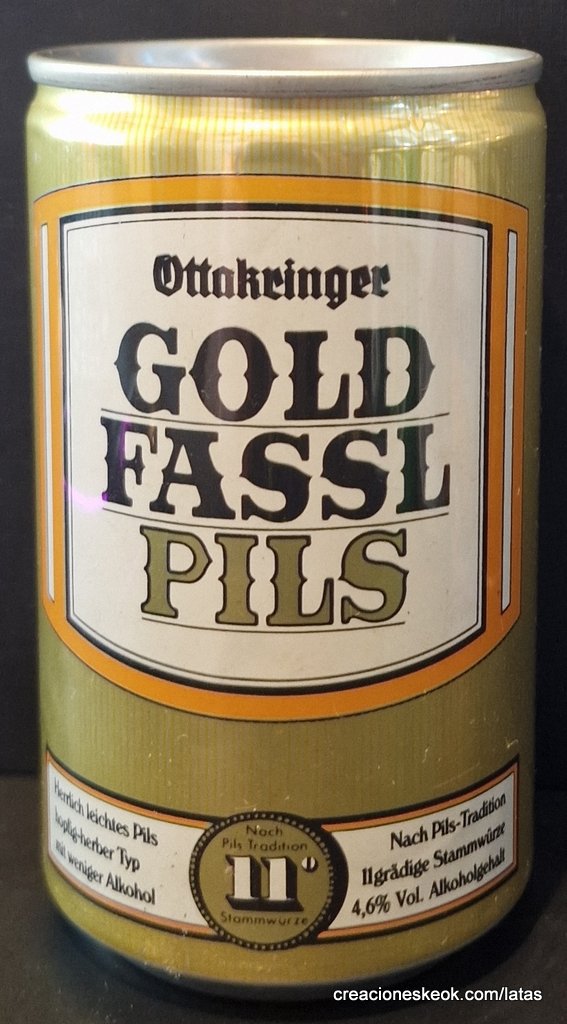 Ottakringer
GOLD
FASSL
PILS
Herrlich leichtes Pils
hopfig-herber Typ
mit weniger Alkohol
Nach
Pils Tradition
11°
Stammwürze
Nach Pils-Tradition
11grädige Stammwürze
4,6% Vol. Alkoholgehalt
creacioneskeok.com/latas